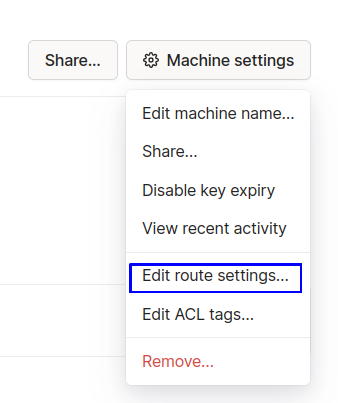 Share...
Machine settings
Edit machine name...
Share...
Disable key expiry
View recent activity
Edit route settings...
Edit ACL tags...
Remove...